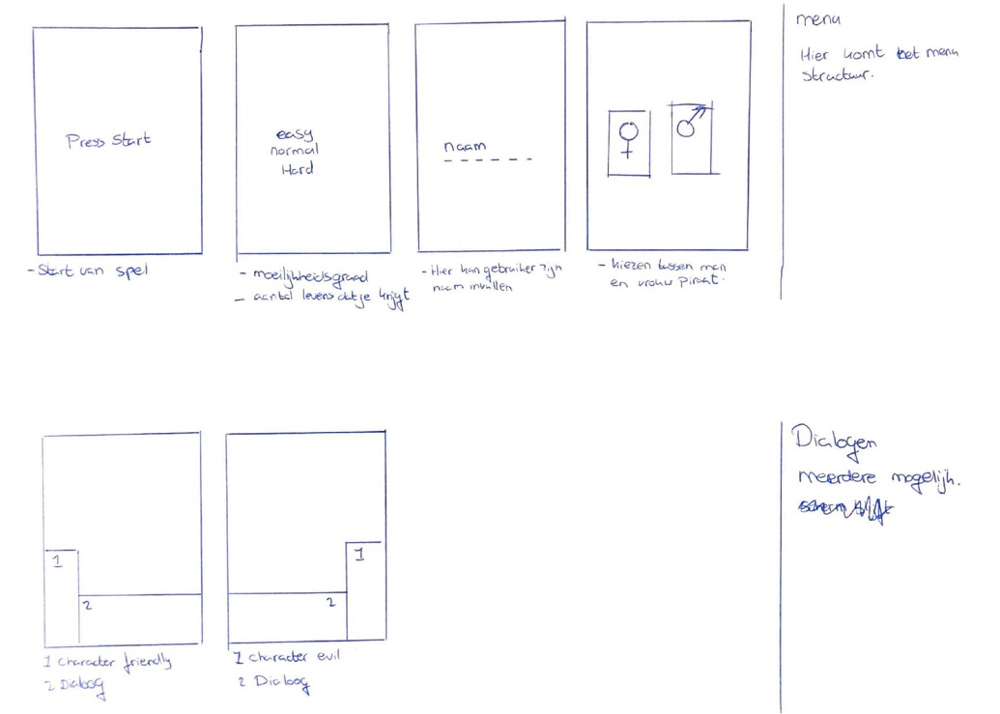 Press Start
- Start van spel
easy
normal
Hard
- moeilijkheidsgraad
- aantal levens dat je krijgt
naam
- Hier kan gebruiker zijn
naam invullen
- kiezen tussen man
en vrouw piraat.
menu
Hier komt het menu
structuur.
1
2
1 character friendly
2 Dialoog
1
2
1 character evil
2 Dialoog
Dialogen
meerdere mogelijk.